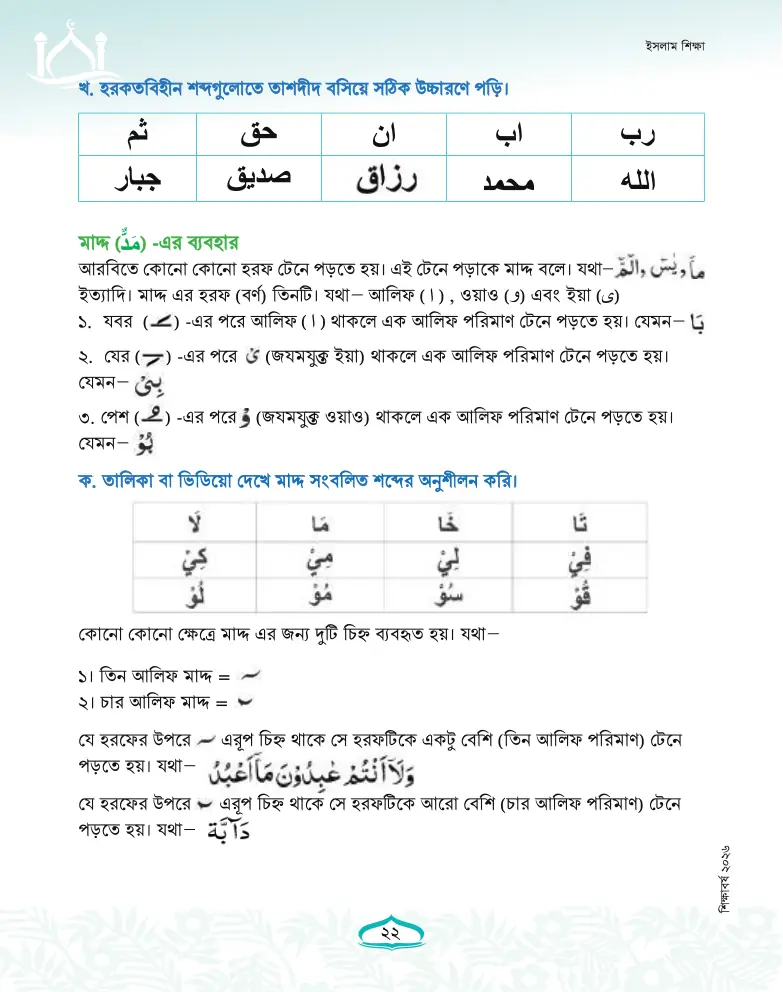 ইসলাম শিক্ষা
খ. হরকতবিহীন শব্দগুলোতে তাশদীদ বসিয়ে সঠিক উচ্চারণে পড়ি।
رب اب ان حق ثم
الله محمد رزاق صديق جبار
মাদ্দ (مَدٌّ) -এর ব্যবহার
আরবিতে কোনো কোনো হরফ টেনে পড়তে হয়। এই টেনে পড়াকে মাদ্দ বলে। যথা–
ইত্যাদি। মাদ্দ এর হরফ (বর্ণ) তিনটি। যথা– আলিফ (ا) , ওয়াও (و) এবং ইয়া (ى)
১. যবর (َ) -এর পরে আলিফ (ا) থাকলে এক আলিফ পরিমাণ টেনে পড়তে হয়। যেমন– بَا
২. যের (ِ) -এর পরে ىْ (জযমযুক্ত ইয়া) থাকলে এক আলিফ পরিমাণ টেনে পড়তে হয়।
যেমন– بِىْ
৩. পেশ (ُ) -এর পরে وْ (জযমযুক্ত ওয়াও) থাকলে এক আলিফ পরিমাণ টেনে পড়তে হয়।
যেমন– بُوْ
ক. তালিকা বা ভিডিয়ো দেখে মাদ্দ সংবলিত শব্দের অনুশীলন করি।
تَا خَا مَا لَا
فِيْ لِيْ مِيْ كِيْ
قُوْ سُوْ مُوْ لُوْ
কোনো কোনো ক্ষেত্রে মাদ্দ এর জন্য দুটি চিহ্ন ব্যবহৃত হয়। যথা–
১। তিন আলিফ মাদ্দ =
২। চার আলিফ মাদ্দ =
যে হরফের উপরে এরূপ চিহ্ন থাকে সে হরফটিকে একটু বেশি (তিন আলিফ পরিমাণ) টেনে
পড়তে হয়। যথা– وَلَآ اَنْتُمْ عٰبِدُوْنَ مَآ اَعْبُدُ
যে হরফের উপরে এরূপ চিহ্ন থাকে সে হরফটিকে আরো বেশি (চার আলিফ পরিমাণ) টেনে
পড়তে হয়। যথা– دَآبَّة
শিক্ষাবর্ষ ২০২৬
২২